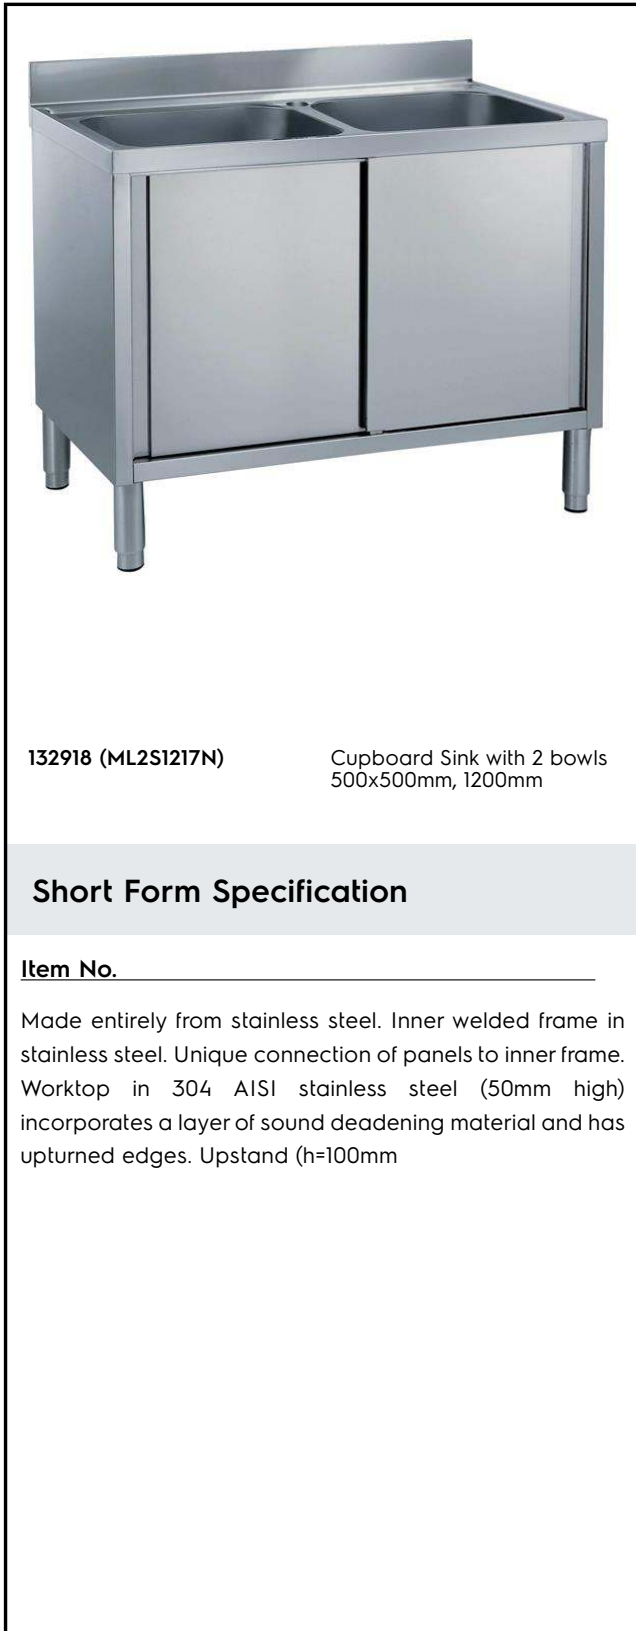 132918 (ML2S1217N)
Cupboard Sink with 2 bowls
500x500mm, 1200mm
Short Form Specification
Item No.
Made entirely from stainless steel. Inner welded frame in
stainless steel. Unique connection of panels to inner frame.
Worktop in 304 AISI stainless steel (50mm high)
incorporates a layer of sound deadening material and has
upturned edges. Upstand (h=100mm